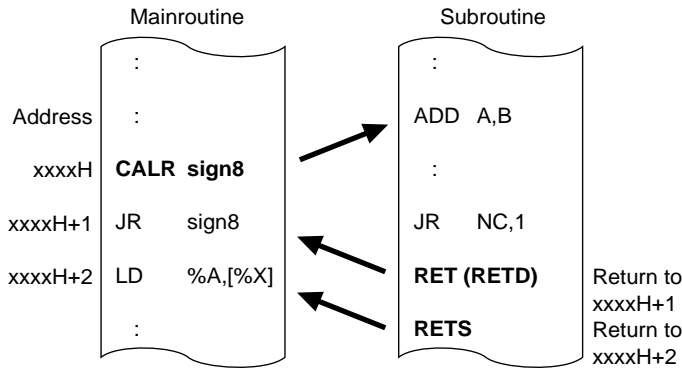 Mainroutine Subroutine
: :
Address : ADD A,B
xxxxH CALR sign8 :
xxxxH+1 JR sign8 JR NC,1
xxxxH+2 LD %A,[%X] RET (RETD) Return to
xxxxH+1
: RETS Return to
xxxxH+2